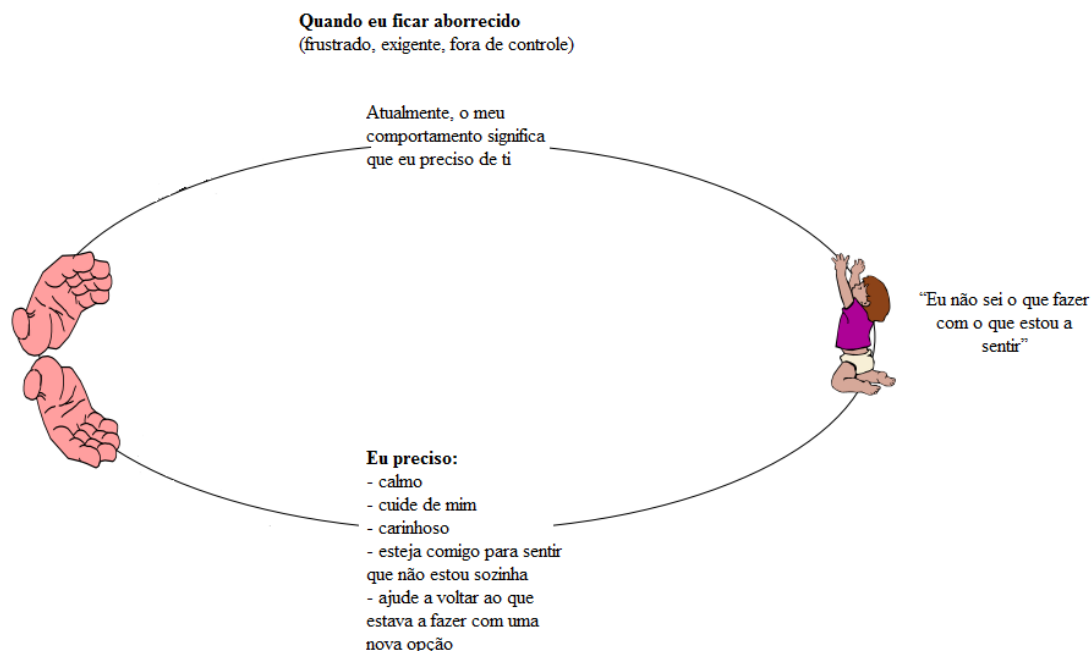 Quando eu ficar aborrecido
(frustrado, exigente, fora de controle)
Atualmente, o meu
comportamento significa
que eu preciso de ti
“Eu não sei o que fazer
com o que estou a
sentir”
Eu preciso:
- calmo
- cuide de mim
- carinhoso
- esteja comigo para sentir
que não estou sozinha
- ajude a voltar ao que
estava a fazer com uma
nova opção